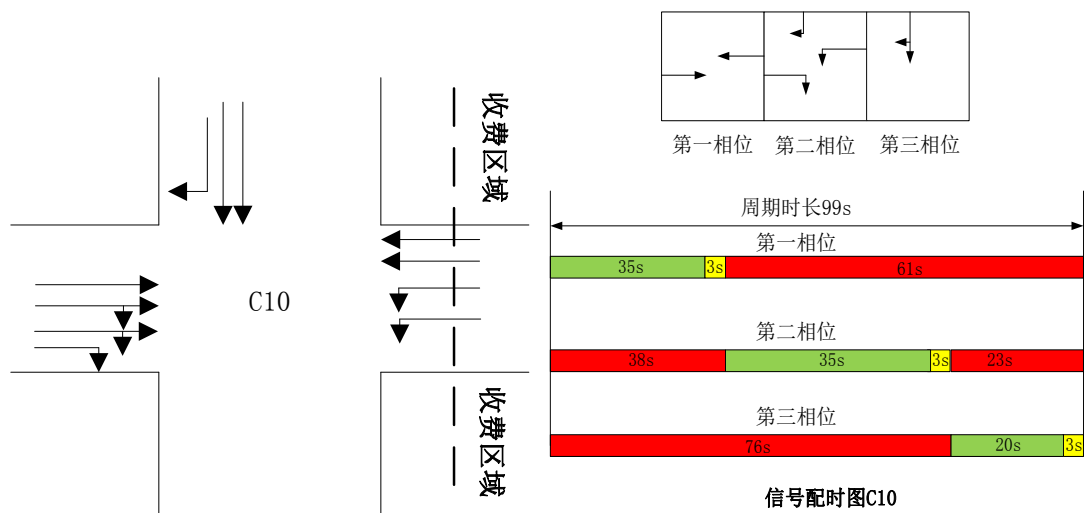 收费区域
C10
收费区域
第一相位 第二相位 第三相位
周期时长99s
第一相位
35s 3s 61s
第二相位
38s 35s 3s 23s
第三相位
76s 20s 3s
信号配时图C10